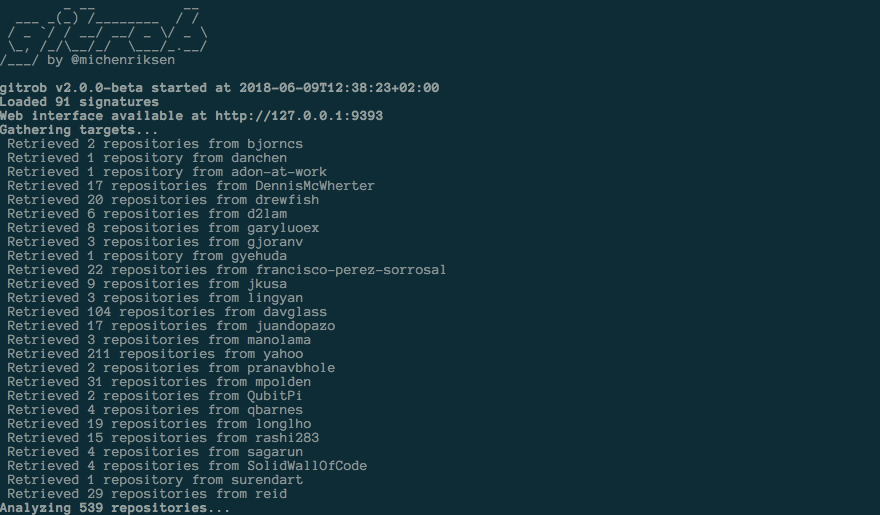 /___/ by @michenriksen
gitrob v2.0.0-beta started at 2018-06-09T12:38:23+02:00
Loaded 91 signatures
Web interface available at http://127.0.0.1:9393
Gathering targets...
Retrieved 2 repositories from bjorncs
Retrieved 1 repository from danchen
Retrieved 1 repository from adon-at-work
Retrieved 17 repositories from DennisMcWherter
Retrieved 20 repositories from drewfish
Retrieved 6 repositories from d2lam
Retrieved 8 repositories from garyluoex
Retrieved 3 repositories from gjoranv
Retrieved 1 repository from gyehuda
Retrieved 22 repositories from francisco-perez-sorrosal
Retrieved 9 repositories from jkusa
Retrieved 3 repositories from lingyan
Retrieved 104 repositories from davglass
Retrieved 17 repositories from juandopazo
Retrieved 3 repositories from manolama
Retrieved 211 repositories from yahoo
Retrieved 2 repositories from pranavbhole
Retrieved 31 repositories from mpolden
Retrieved 2 repositories from QubitPi
Retrieved 4 repositories from qbarnes
Retrieved 19 repositories from longlho
Retrieved 15 repositories from rashi283
Retrieved 4 repositories from sagarun
Retrieved 4 repositories from SolidWallOfCode
Retrieved 1 repository from surendart
Retrieved 29 repositories from reid
Analyzing 539 repositories...